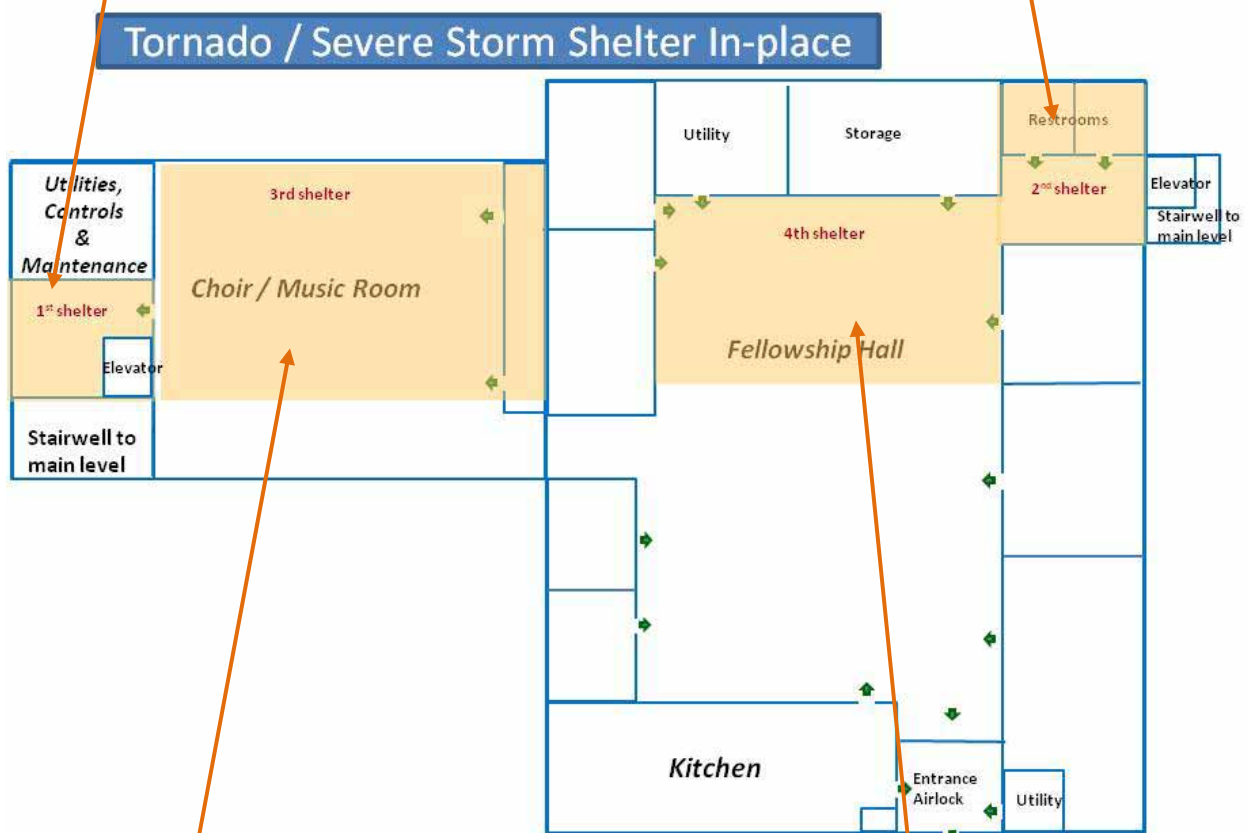 Tornado / Severe Storm Shelter In-place
Utilities,
Controls
&
Maintenance
1st shelter
Elevator
Stairwell to
main level
3rd shelter
Choir / Music Room
Utility
Storage
4th shelter
Fellowship Hall
Restrooms
2nd shelter
Elevator
Stairwell to
main level
Kitchen
Entrance
Airlock
Utility